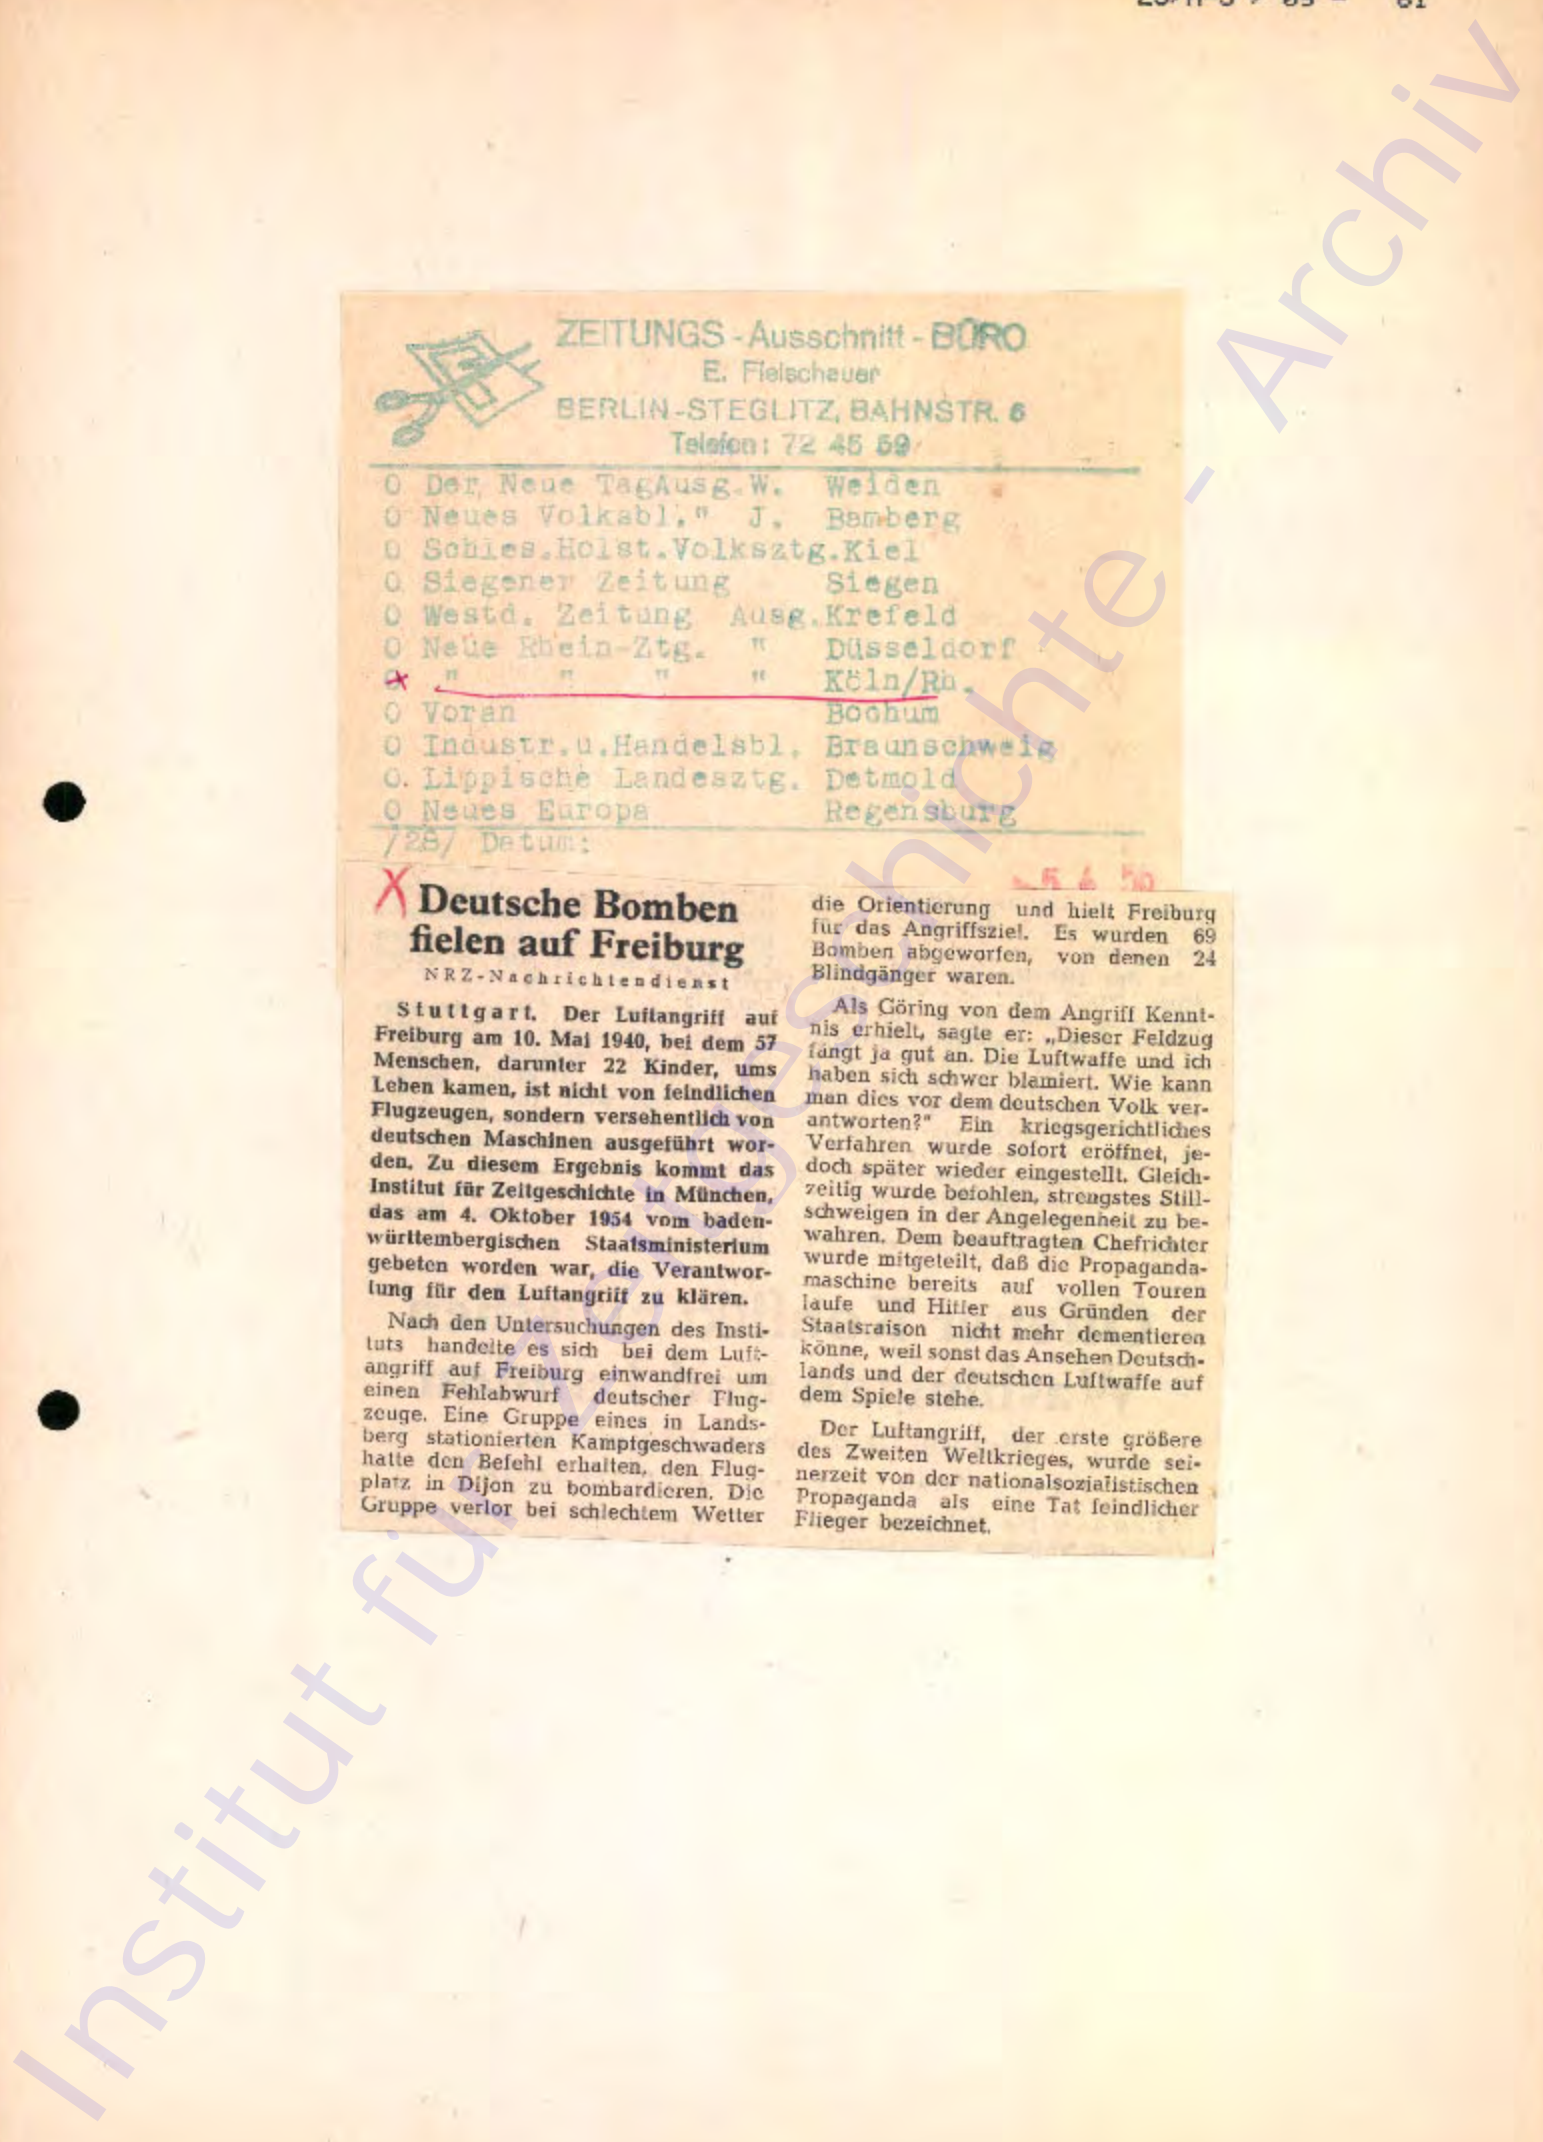 ZEITUNGS - Ausschnitt - BÜRO
E. Fleischauer
BERLIN-STEGLITZ, BAHNSTR. 6
Telefon: 72 45 59
O Der Neue TagAusg.W. Weiden
O Neues Volksbl." J. Bamberg
O Schles.Holst.Volksztg.Kiel
O Siegener Zeitung Siegen
O Westd. Zeitung Ausg.Krefeld
O Neue Rhein-Ztg. " Düsseldorf
O " " " " Köln/Rh.
O Voran Bochum
O Industr.u.Handelsbl. Braunschweig
O. Lippische Landesztg. Detmold
O Neues Europa Regensburg
/28/ Datum:
X Deutsche Bomben
fielen auf Freiburg
NRZ-Nachrichtendienst
Stuttgart. Der Luftangriff auf
Freiburg am 10. Mai 1940, bei dem 57
Menschen, darunter 22 Kinder, ums
Leben kamen, ist nicht von feindlichen
Flugzeugen, sondern versehentlich von
deutschen Maschinen ausgeführt wor-
den. Zu diesem Ergebnis kommt das
Institut für Zeitgeschichte in München,
das am 4. Oktober 1954 vom baden-
württembergischen Staatsministerium
gebeten worden war, die Verantwor-
tung für den Luftangriff zu klären.
Nach den Untersuchungen des Insti-
tuts handelte es sich bei dem Luft-
angriff auf Freiburg einwandfrei um
einen Fehlabwurf deutscher Flug-
zeuge. Eine Gruppe eines in Lands-
berg stationierten Kampfgeschwaders
hatte den Befehl erhalten, den Flug-
platz in Dijon zu bombardieren. Die
Gruppe verlor bei schlechtem Wetter
die Orientierung und hielt Freiburg
für das Angriffsziel. Es wurden 69
Bomben abgeworfen, von denen 24
Blindgänger waren.
Als Göring von dem Angriff Kennt-
nis erhielt, sagte er: „Dieser Feldzug
fängt ja gut an. Die Luftwaffe und ich
haben sich schwer blamiert. Wie kann
man dies vor dem deutschen Volk ver-
antworten?" Ein kriegsgerichtliches
Verfahren wurde sofort eröffnet, je-
doch später wieder eingestellt. Gleich-
zeitig wurde befohlen, strengstes Still-
schweigen in der Angelegenheit zu be-
wahren. Dem beauftragten Chefrichter
wurde mitgeteilt, daß die Propaganda-
maschine bereits auf vollen Touren
laufe und Hitler aus Gründen der
Staatsraison nicht mehr dementieren
könne, weil sonst das Ansehen Deutsch-
lands und der deutschen Luftwaffe auf
dem Spiele stehe.
Der Luftangriff, der erste größere
des Zweiten Weltkrieges, wurde sei-
nerzeit von der nationalsozialistischen
Propaganda als eine Tat feindlicher
Flieger bezeichnet.
Institut für Zeitgeschichte - Archiv